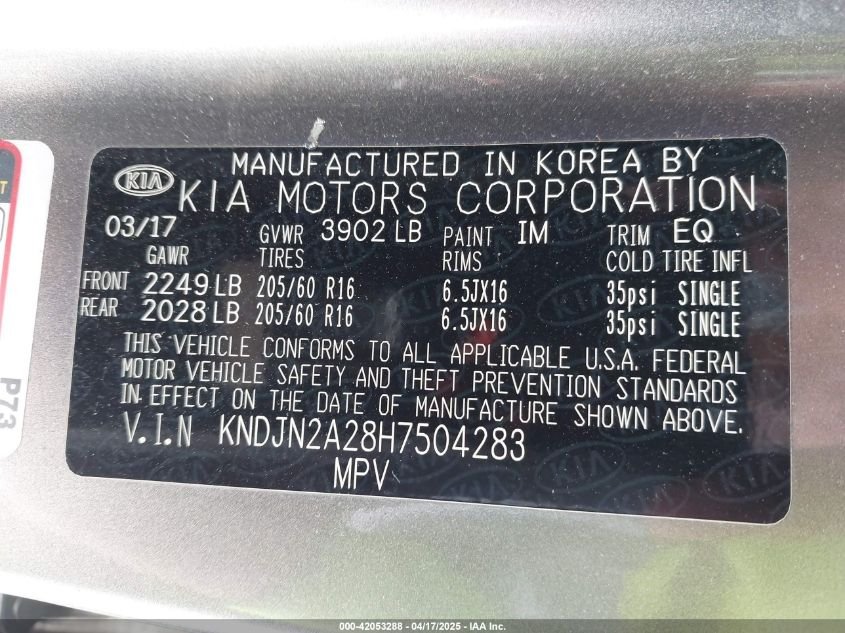 MANUFACTURED IN KOREA BY
KIA KIA MOTORS CORPORATION
03/17 GVWR 3902 LB PAINT IM TRIM EQ
GAWR TIRES RIMS COLD TIRE INFL
FRONT 2249 LB 205/60 R16 6.5JX16 35psi SINGLE
REAR 2028 LB 205/60 R16 6.5JX16 35psi SINGLE
THIS VEHICLE CONFORMS TO ALL APPLICABLE U.S.A. FEDERAL
MOTOR VEHICLE SAFETY AND THEFT PREVENTION STANDARDS
IN EFFECT ON THE DATE OF MANUFACTURE SHOWN ABOVE.
V.I.N KNDJN2A28H7504283
MPV
P73
000-42053288 - 04/17/2025 - IAA Inc.